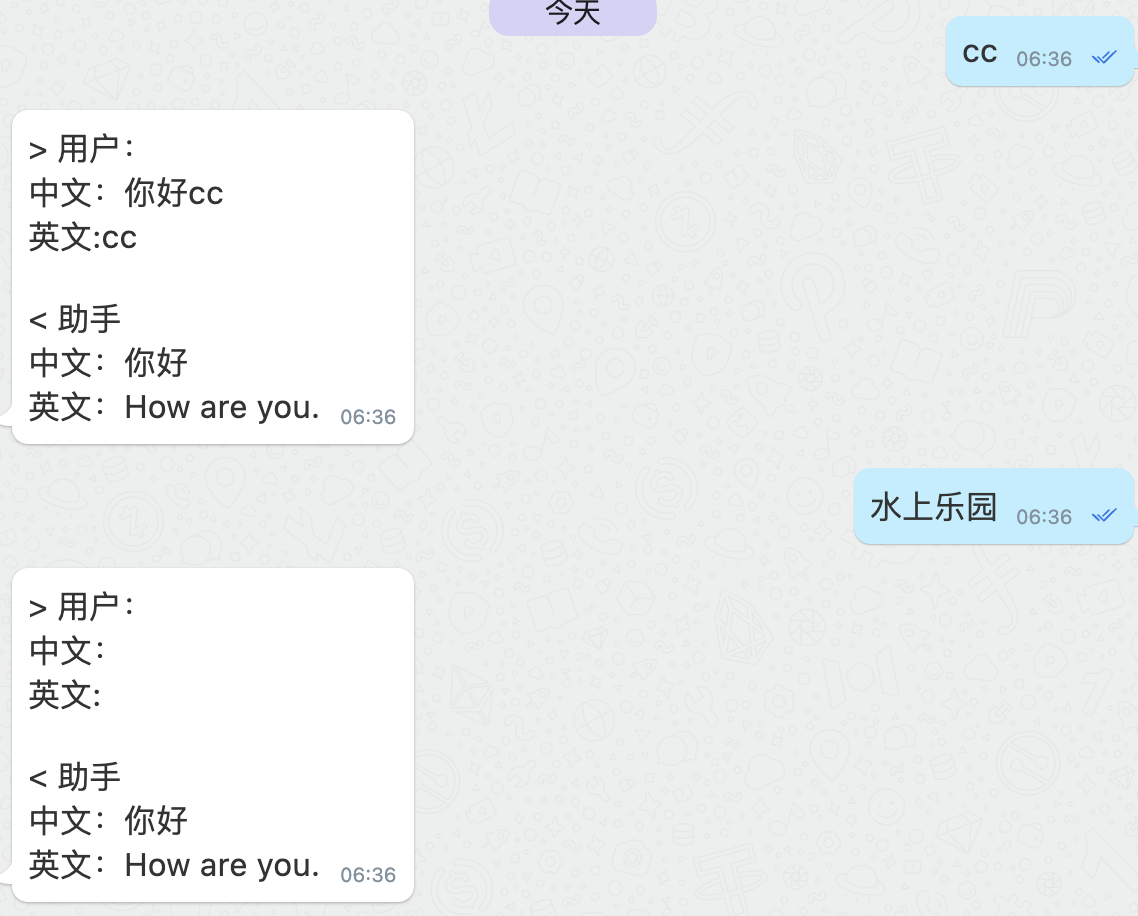 今天
cc 06:36
> 用户：
中文：你好cc
英文:cc
< 助手
中文：你好
英文：How are you. 06:36
水上乐园 06:36
> 用户：
中文：
英文:
< 助手
中文：你好
英文：How are you. 06:36